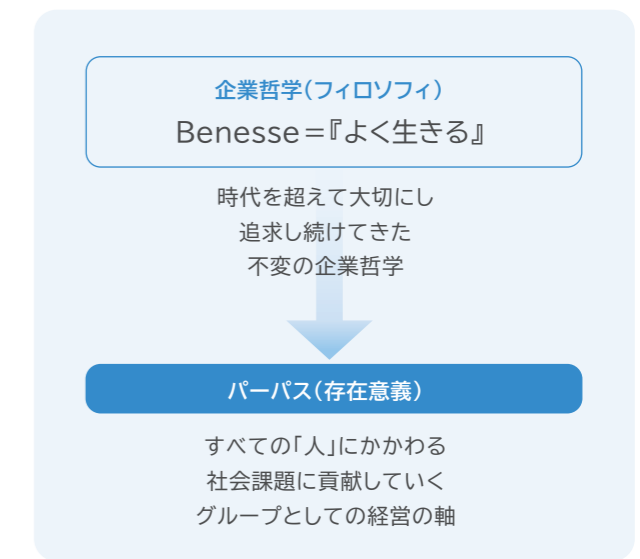 企業哲学（フィロソフィ）
Benesse＝『よく生きる』
時代を超えて大切にし
追求し続けてきた
不変の企業哲学
パーパス（存在意義）
すべての「人」にかかわる
社会課題に貢献していく
グループとしての経営の軸